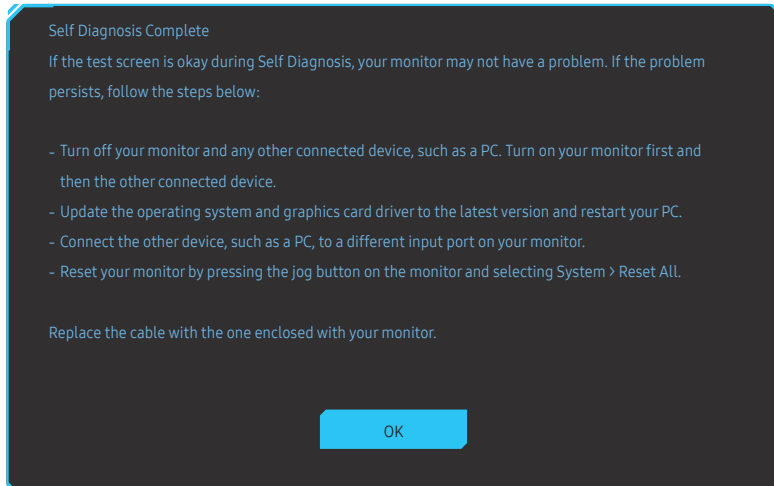 Self Diagnosis Complete
If the test screen is okay during Self Diagnosis, your monitor may not have a problem. If the problem
persists, follow the steps below:
- Turn off your monitor and any other connected device, such as a PC. Turn on your monitor first and
then the other connected device.
- Update the operating system and graphics card driver to the latest version and restart your PC.
- Connect the other device, such as a PC, to a different input port on your monitor.
- Reset your monitor by pressing the jog button on the monitor and selecting System > Reset All.
Replace the cable with the one enclosed with your monitor.
OK